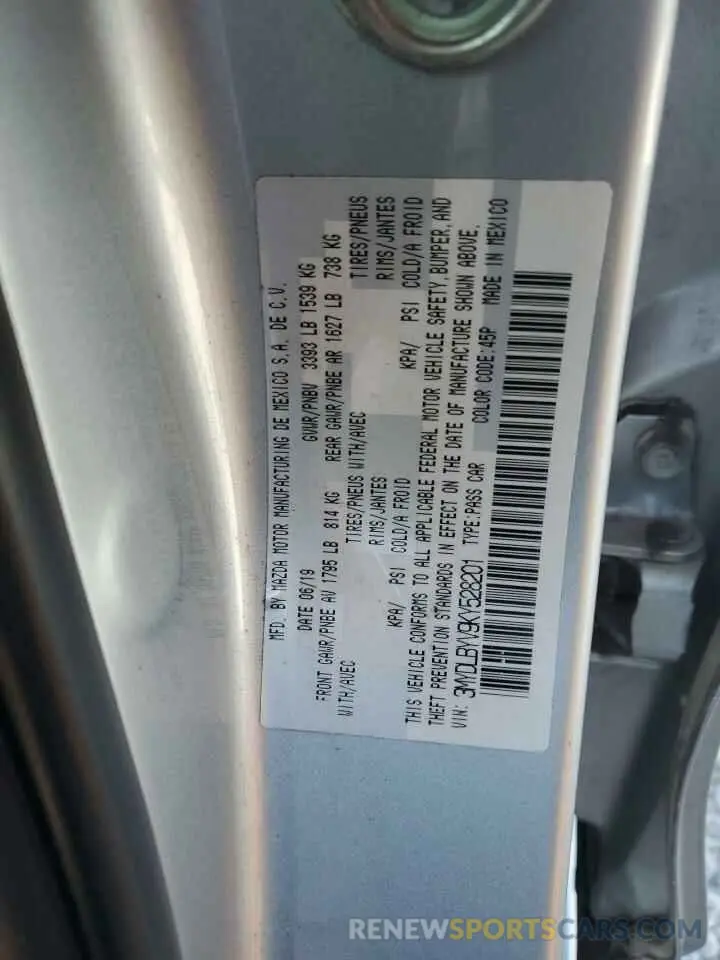 MFD. BY MAZDA MOTOR MANUFACTURING DE MEXICO S.A. DE C.V.
DATE 06/19 GVWR/PNBV 3393 LB 1539 KG
FRONT GAWR/PNBE AV 1795 LB 814 KG REAR GAWR/PNBE AR 1627 LB 738 KG
WITH/AVEC TIRES/PNEUS WITH/AVEC TIRES/PNEUS
RIMS/JANTES RIMS/JANTES
KPA/ PSI COLD/A FROID KPA/ PSI COLD/A FROID
THIS VEHICLE CONFORMS TO ALL APPLICABLE FEDERAL MOTOR VEHICLE SAFETY, BUMPER, AND
THEFT PREVENTION STANDARDS IN EFFECT ON THE DATE OF MANUFACTURE SHOWN ABOVE.
VIN: 3MYDLBYV9KY528201 TYPE:PASS CAR COLOR CODE:45P MADE IN MEXICO
RENEWSPORTSCARS.COM